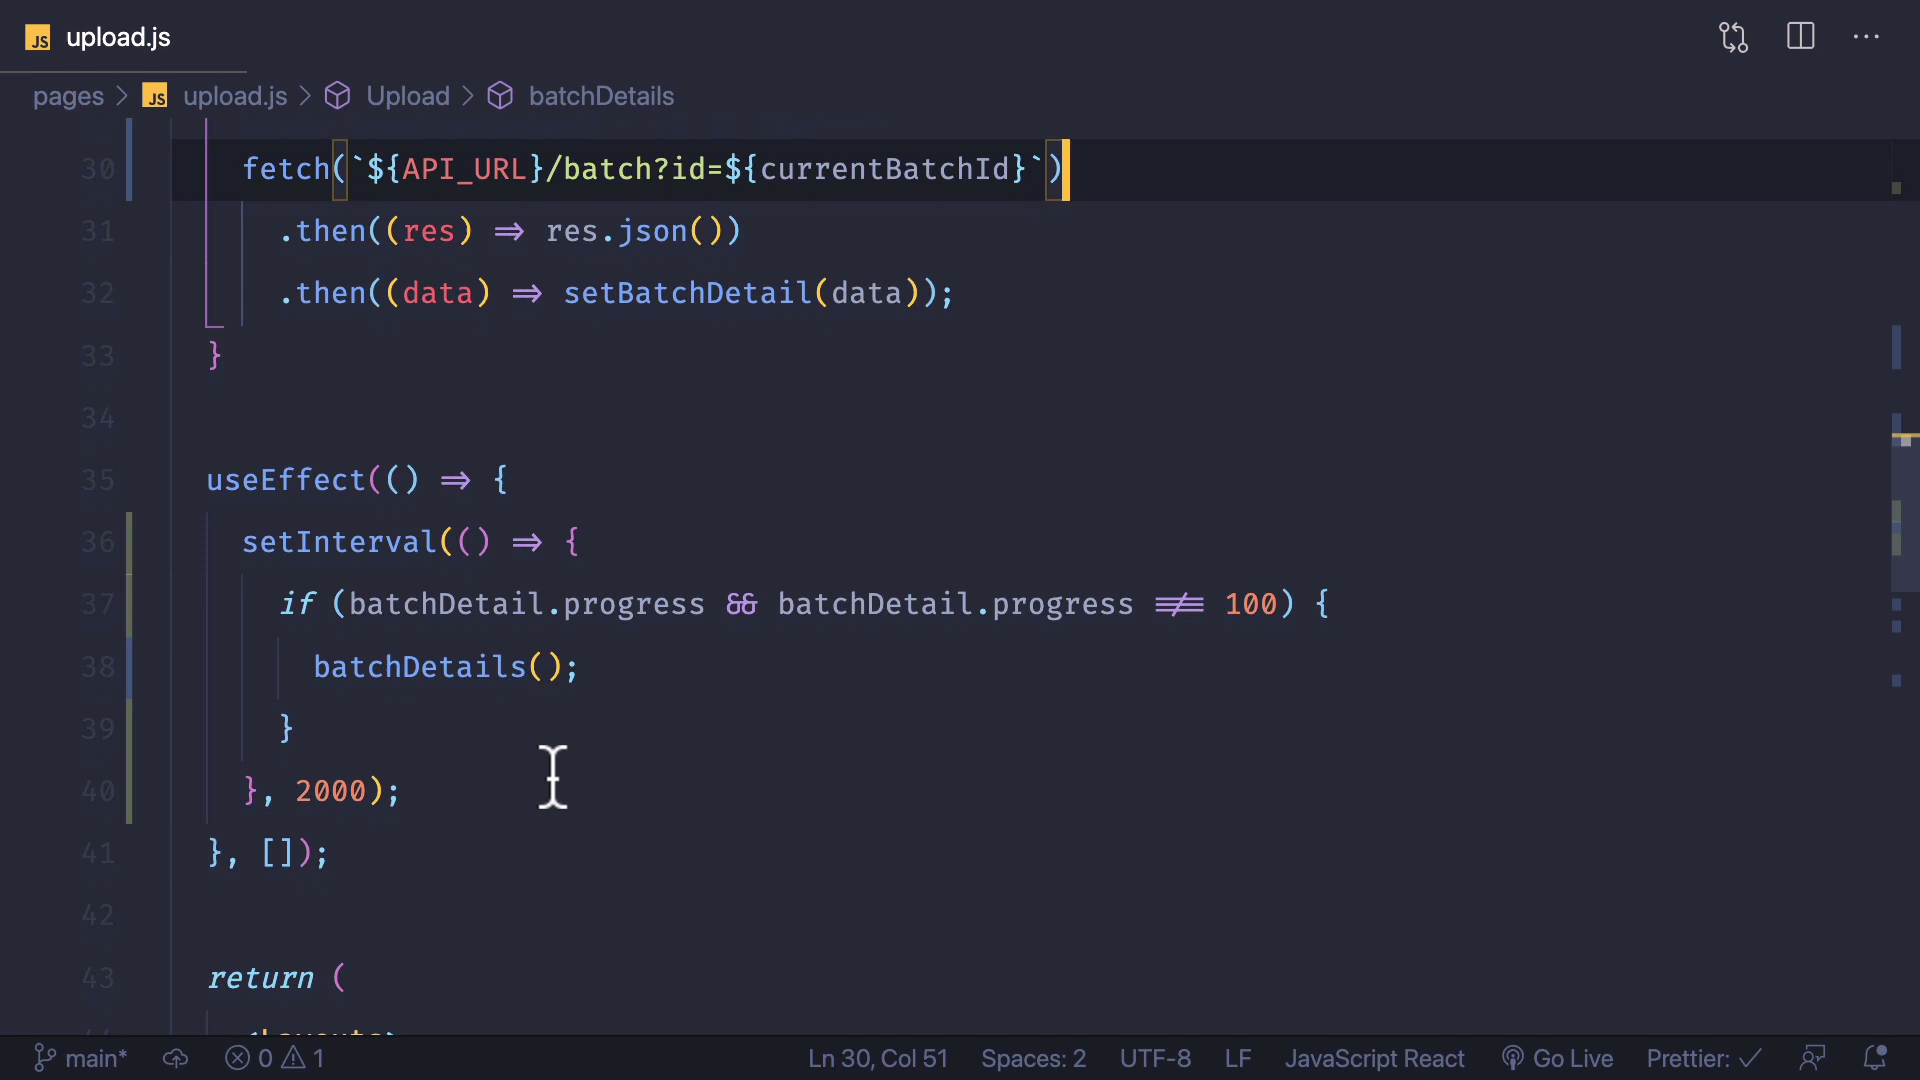 JS upload.js
pages > JS upload.js > Upload > batchDetails
30 fetch(`${API_URL}/batch?id=${currentBatchId}`)
31 .then((res) => res.json())
32 .then((data) => setBatchDetail(data));
33 }
34
35 useEffect(() => {
36 setInterval(() => {
37 if (batchDetail.progress && batchDetail.progress !== 100) {
38 batchDetails();
39 }
40 }, 2000);
41 }, []);
42
43 return (
main* 0 1 Ln 30, Col 51 Spaces: 2 UTF-8 LF JavaScript React Go Live Prettier: ✓